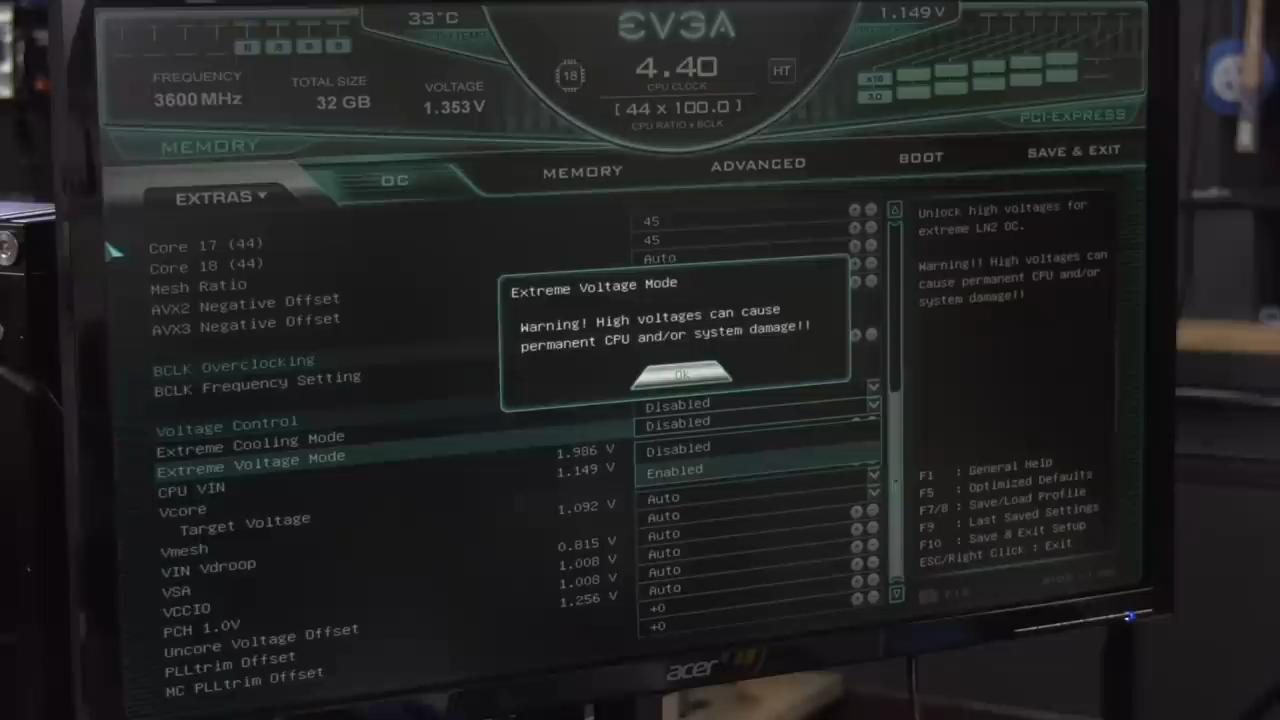 33°C
EVGA
1.149 V
FREQUENCY
3600 MHz
TOTAL SIZE
32 GB
VOLTAGE
1.353 V
18
4.40
CPU CLOCK
[ 44 x 100.0 ]
CPU RATIO x BCLK
HT
x16
3.0
PCI-EXPRESS
MEMORY
EXTRAS
OC
MEMORY
ADVANCED
BOOT
SAVE & EXIT
Core 17 (44)
45
Core 18 (44)
45
Mesh Ratio
Auto
AVX2 Negative Offset
AVX3 Negative Offset
BCLK Overclocking
BCLK Frequency Setting
Voltage Control
Extreme Cooling Mode
Disabled
Extreme Voltage Mode
Disabled
Disabled
Enabled
CPU VIN
1.986 V
Vcore
1.149 V
Auto
Target Voltage
Auto
Vmesh
1.092 V
Auto
VIN Vdroop
Auto
VSA
0.815 V
Auto
VCCIO
1.008 V
Auto
PCH 1.0V
1.008 V
1.256 V
Uncore Voltage Offset
+0
PLLtrim Offset
+0
MC PLLtrim Offset
Extreme Voltage Mode
Warning! High voltages can cause
permanent CPU and/or system damage!!
Ok
Unlock high voltages for
extreme LN2 OC.
Warning!! High voltages can
cause permanent CPU and/or
system damage!!
F1 : General Help
F5 : Optimized Defaults
F7/8 : Save/Load Profile
F9 : Last Saved Settings
F10 : Save & Exit Setup
ESC/Right Click : Exit
F12
acer